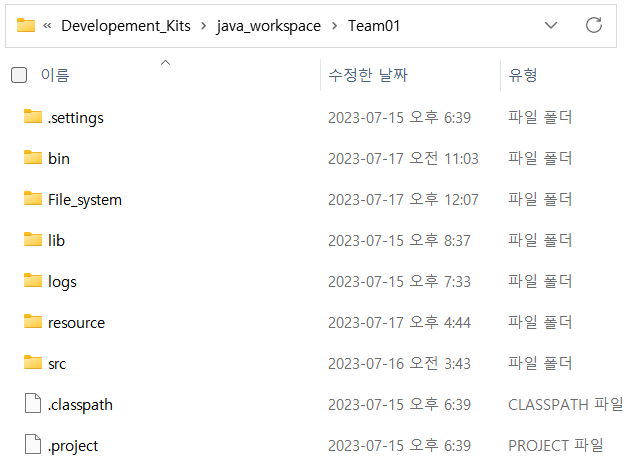 « Developement_Kits > java_workspace > Team01
이름 수정한 날짜 유형
.settings 2023-07-15 오후 6:39 파일 폴더
bin 2023-07-17 오전 11:03 파일 폴더
File_system 2023-07-17 오후 12:07 파일 폴더
lib 2023-07-15 오후 8:37 파일 폴더
logs 2023-07-15 오후 7:33 파일 폴더
resource 2023-07-17 오후 4:44 파일 폴더
src 2023-07-16 오전 3:43 파일 폴더
.classpath 2023-07-15 오후 6:39 CLASSPATH 파일
.project 2023-07-15 오후 6:39 PROJECT 파일